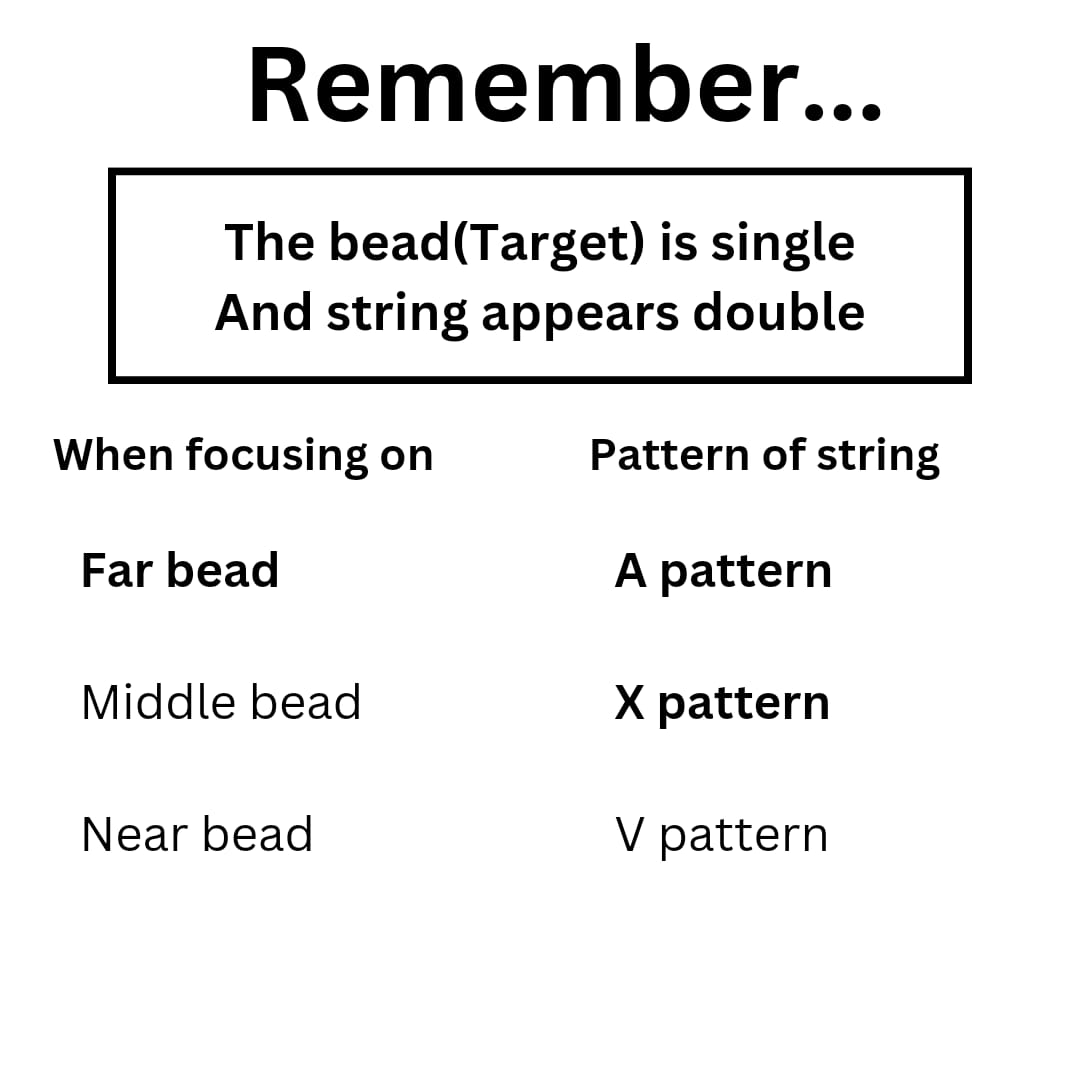 Remember...
The bead(Target) is single
And string appears double
When focusing on Pattern of string
Far bead A pattern
Middle bead X pattern
Near bead V pattern